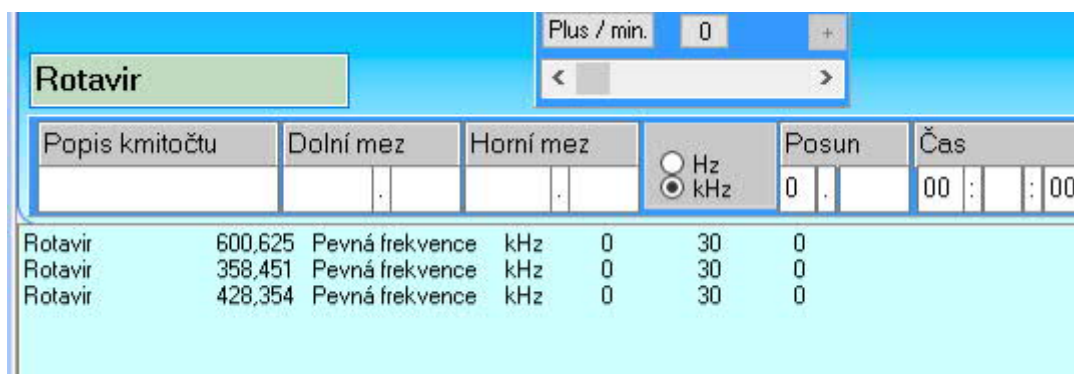 Plus / min. 0 +
Rotavir
< >
Popis kmitočtu Dolní mez Horní mez Posun Čas
Hz
. . kHz 0 . 00 : : 00
Rotavir 600,625 Pevná frekvence kHz 0 30 0
Rotavir 358,451 Pevná frekvence kHz 0 30 0
Rotavir 428,354 Pevná frekvence kHz 0 30 0